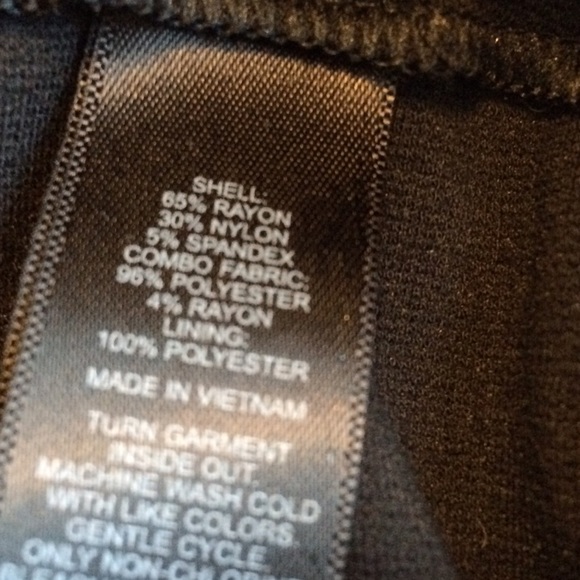 SHELL:
65% RAYON
30% NYLON
5% SPANDEX
COMBO FABRIC:
96% POLYESTER
4% RAYON
LINING:
100% POLYESTER
MADE IN VIETNAM
TURN GARMENT
INSIDE OUT.
MACHINE WASH COLD
WITH LIKE COLORS
GENTLE CYCLE
ONLY